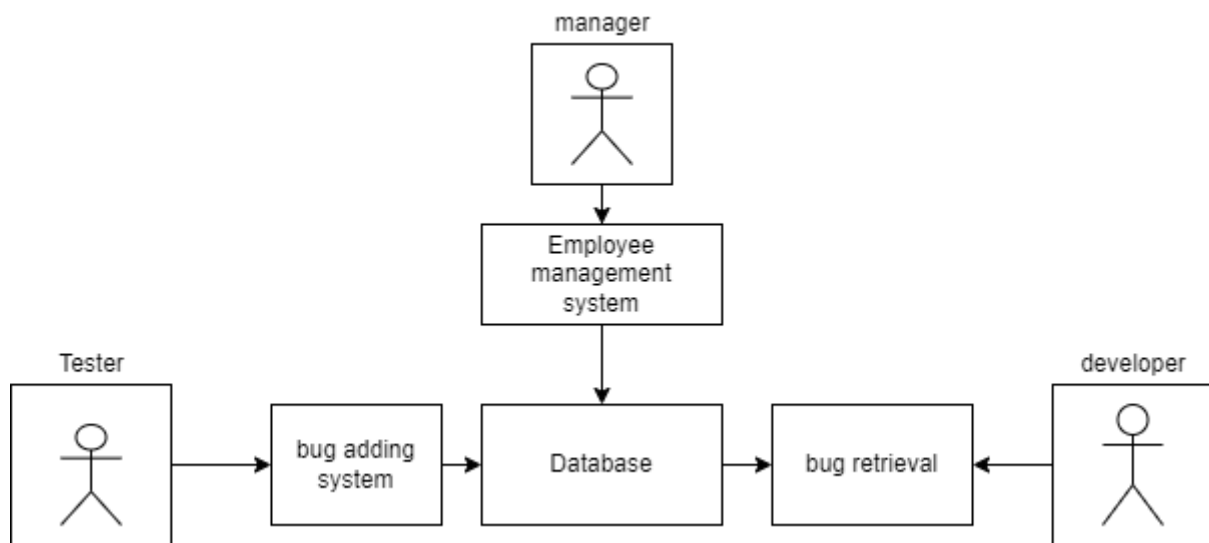 manager
Employee
management
system
Tester
developer
bug adding
system
Database
bug retrieval